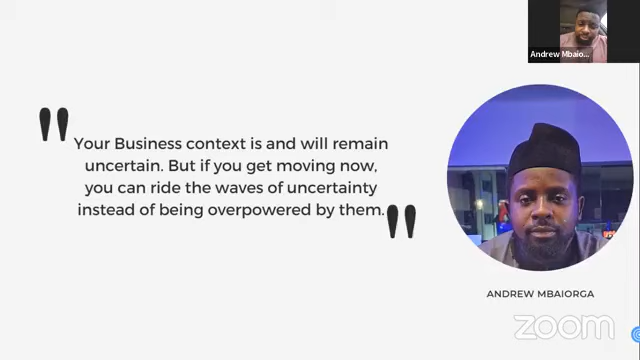 Andrew Mbaio...
"Your Business context is and will remain
uncertain. But if you get moving now,
you can ride the waves of uncertainty
instead of being overpowered by them."
ANDREW MBAIORGA
zoom